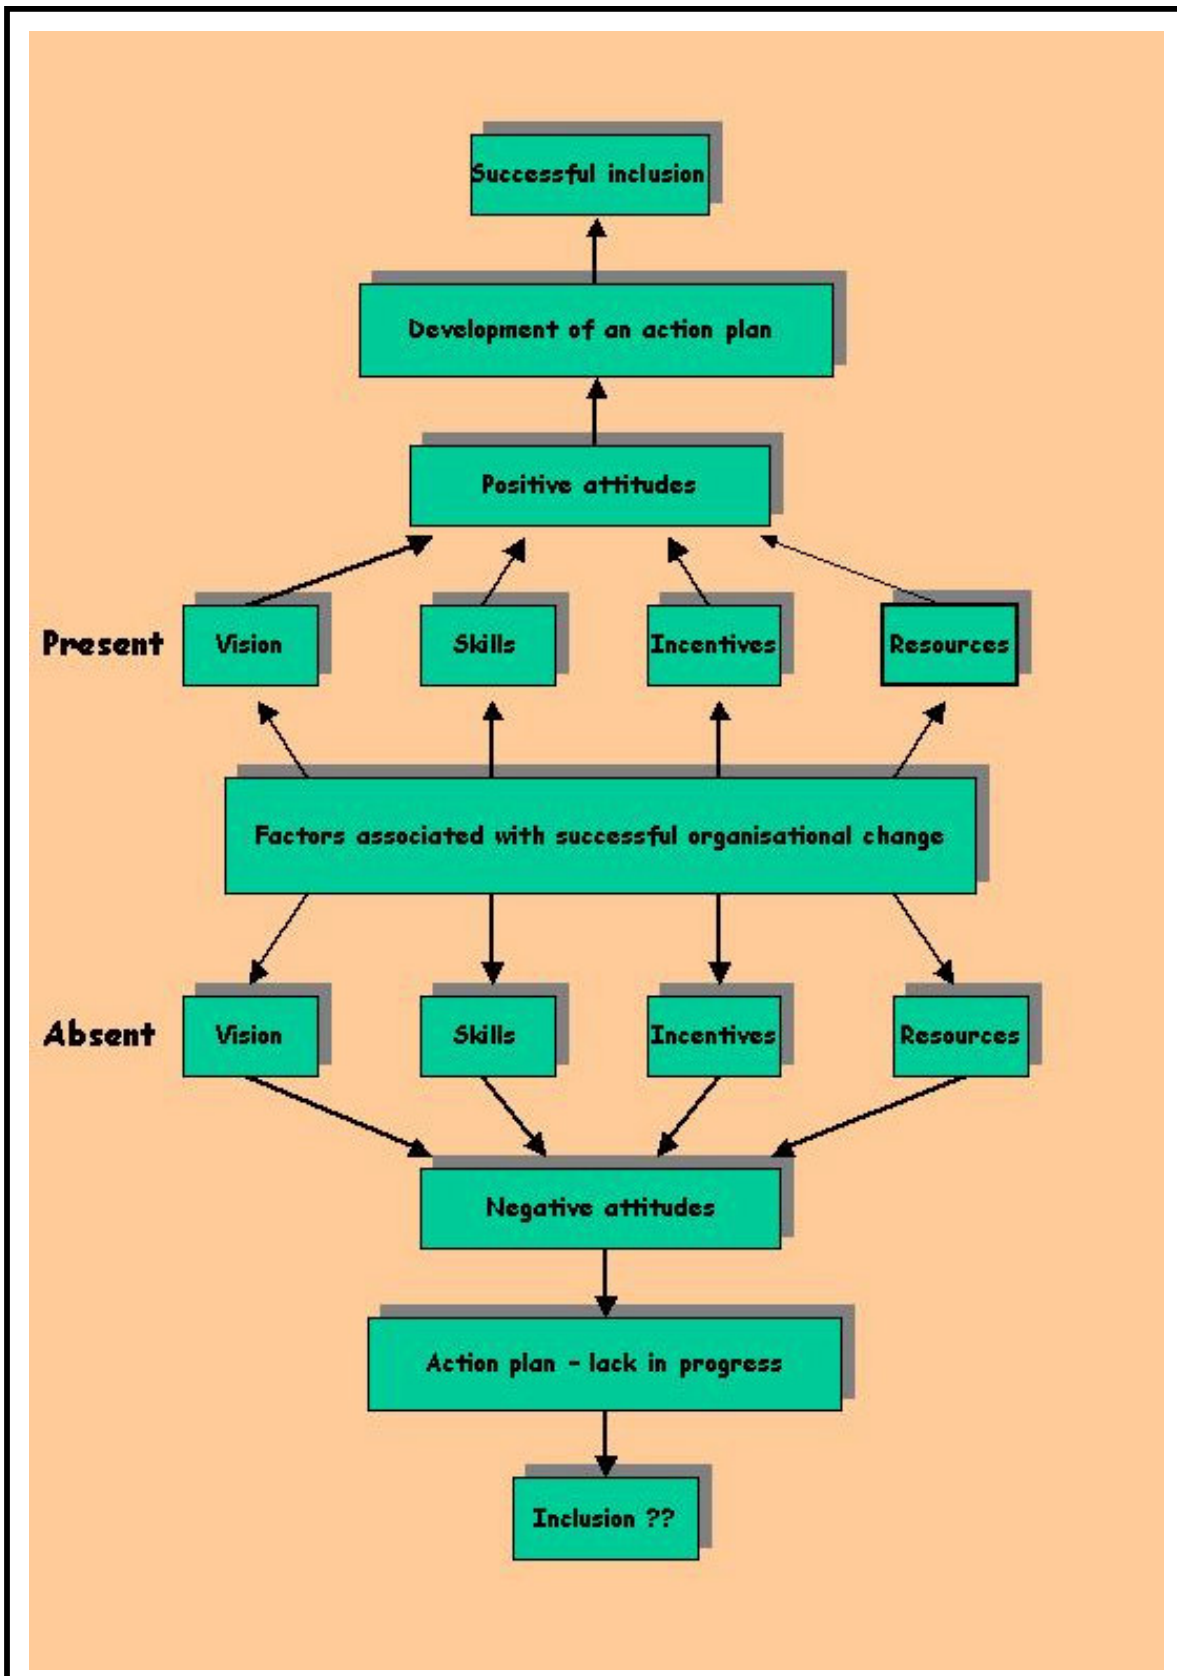 Successful inclusion
Development of an action plan
Positive attitudes
Present
Vision
Skills
Incentives
Resources
Factors associated with successful organisational change
Absent
Vision
Skills
Incentives
Resources
Negative attitudes
Action plan - lack in progress
Inclusion ??